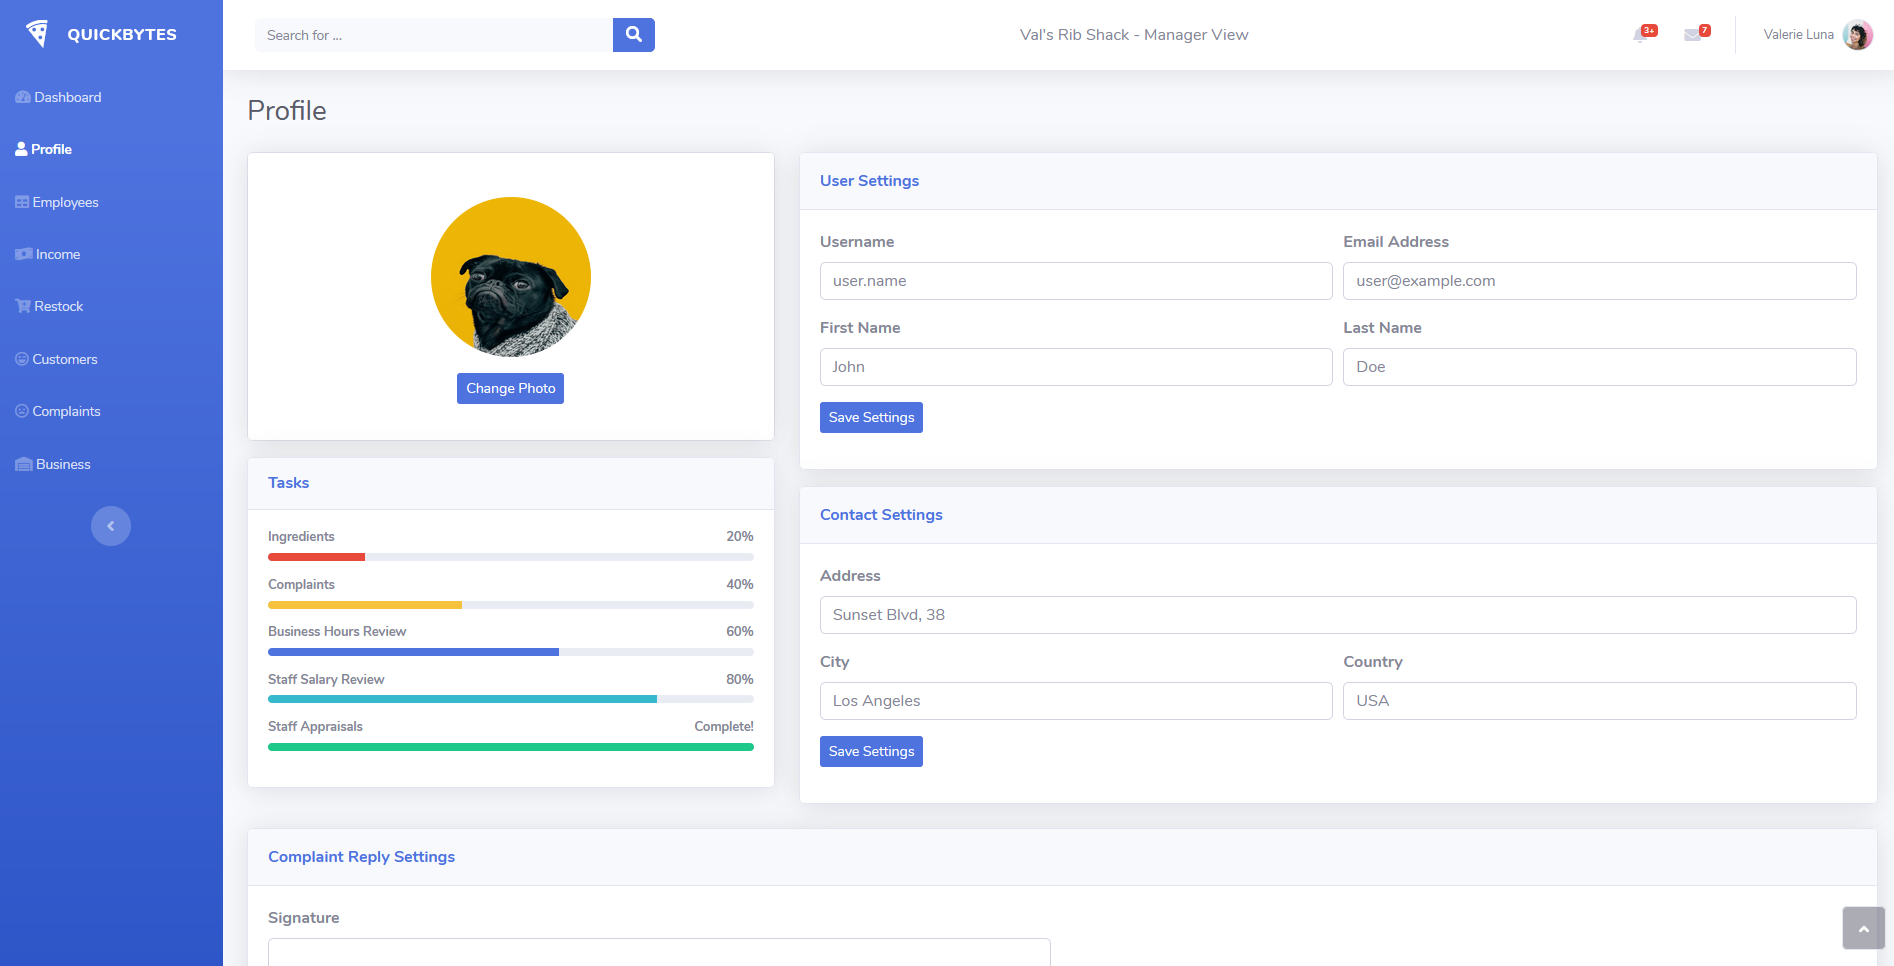 QUICKBYTES
Search for ...
Val's Rib Shack - Manager View
3+
7
Valerie Luna
Dashboard
Profile
Employees
Income
Restock
Customers
Complaints
Business
Profile
Change Photo
Tasks
Ingredients 20%
Complaints 40%
Business Hours Review 60%
Staff Salary Review 80%
Staff Appraisals Complete!
User Settings
Username Email Address
user.name user@example.com
First Name Last Name
John Doe
Save Settings
Contact Settings
Address
Sunset Blvd, 38
City Country
Los Angeles USA
Save Settings
Complaint Reply Settings
Signature